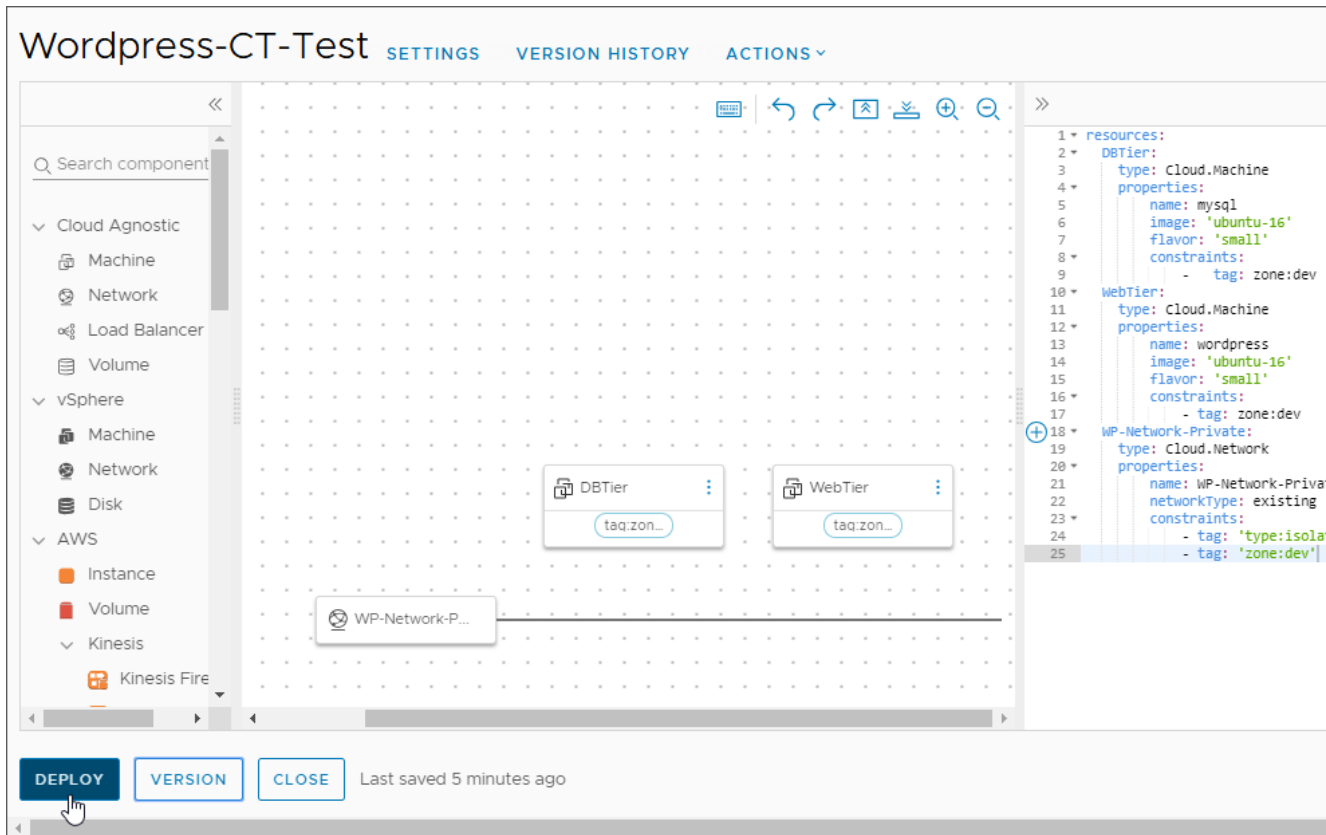 Wordpress-CT-Test SETTINGS VERSION HISTORY ACTIONS
Search component
Cloud Agnostic
Machine
Network
Load Balancer
Volume
vSphere
Machine
Network
Disk
AWS
Instance
Volume
Kinesis
Kinesis Fire
DBTier
tag:zon...
WebTier
tag:zon...
WP-Network-P...
1 resources:
2 DBTier:
3 type: Cloud.Machine
4 properties:
5 name: mysql
6 image: 'ubuntu-16'
7 flavor: 'small'
8 constraints:
9 - tag: zone:dev
10 WebTier:
11 type: Cloud.Machine
12 properties:
13 name: wordpress
14 image: 'ubuntu-16'
15 flavor: 'small'
16 constraints:
17 - tag: zone:dev
18 WP-Network-Private:
19 type: Cloud.Network
20 properties:
21 name: WP-Network-Priva
22 networkType: existing
23 constraints:
24 - tag: 'type:isola
25 - tag: 'zone:dev'
DEPLOY VERSION CLOSE Last saved 5 minutes ago